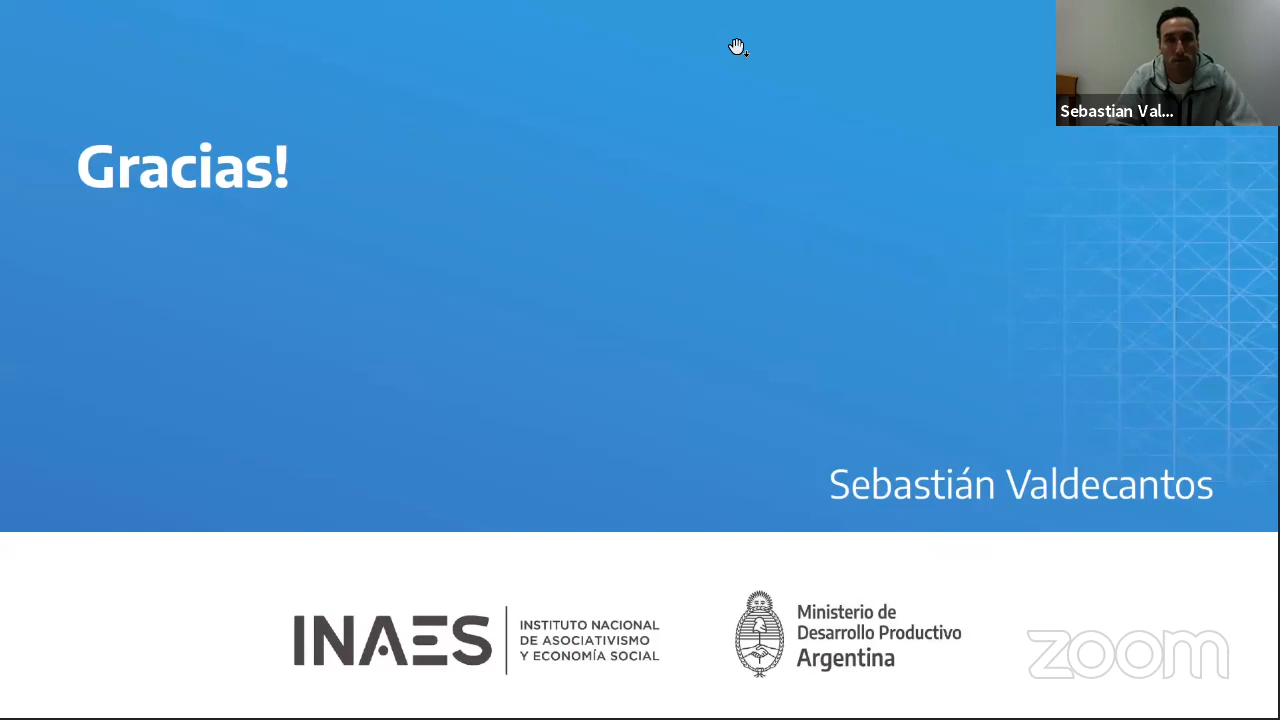 Sebastian Val...
Gracias!
Sebastián Valdecantos
INAES
INSTITUTO NACIONAL
DE ASOCIATIVISMO
Y ECONOMÍA SOCIAL
Ministerio de
Desarrollo Productivo
Argentina
zoom